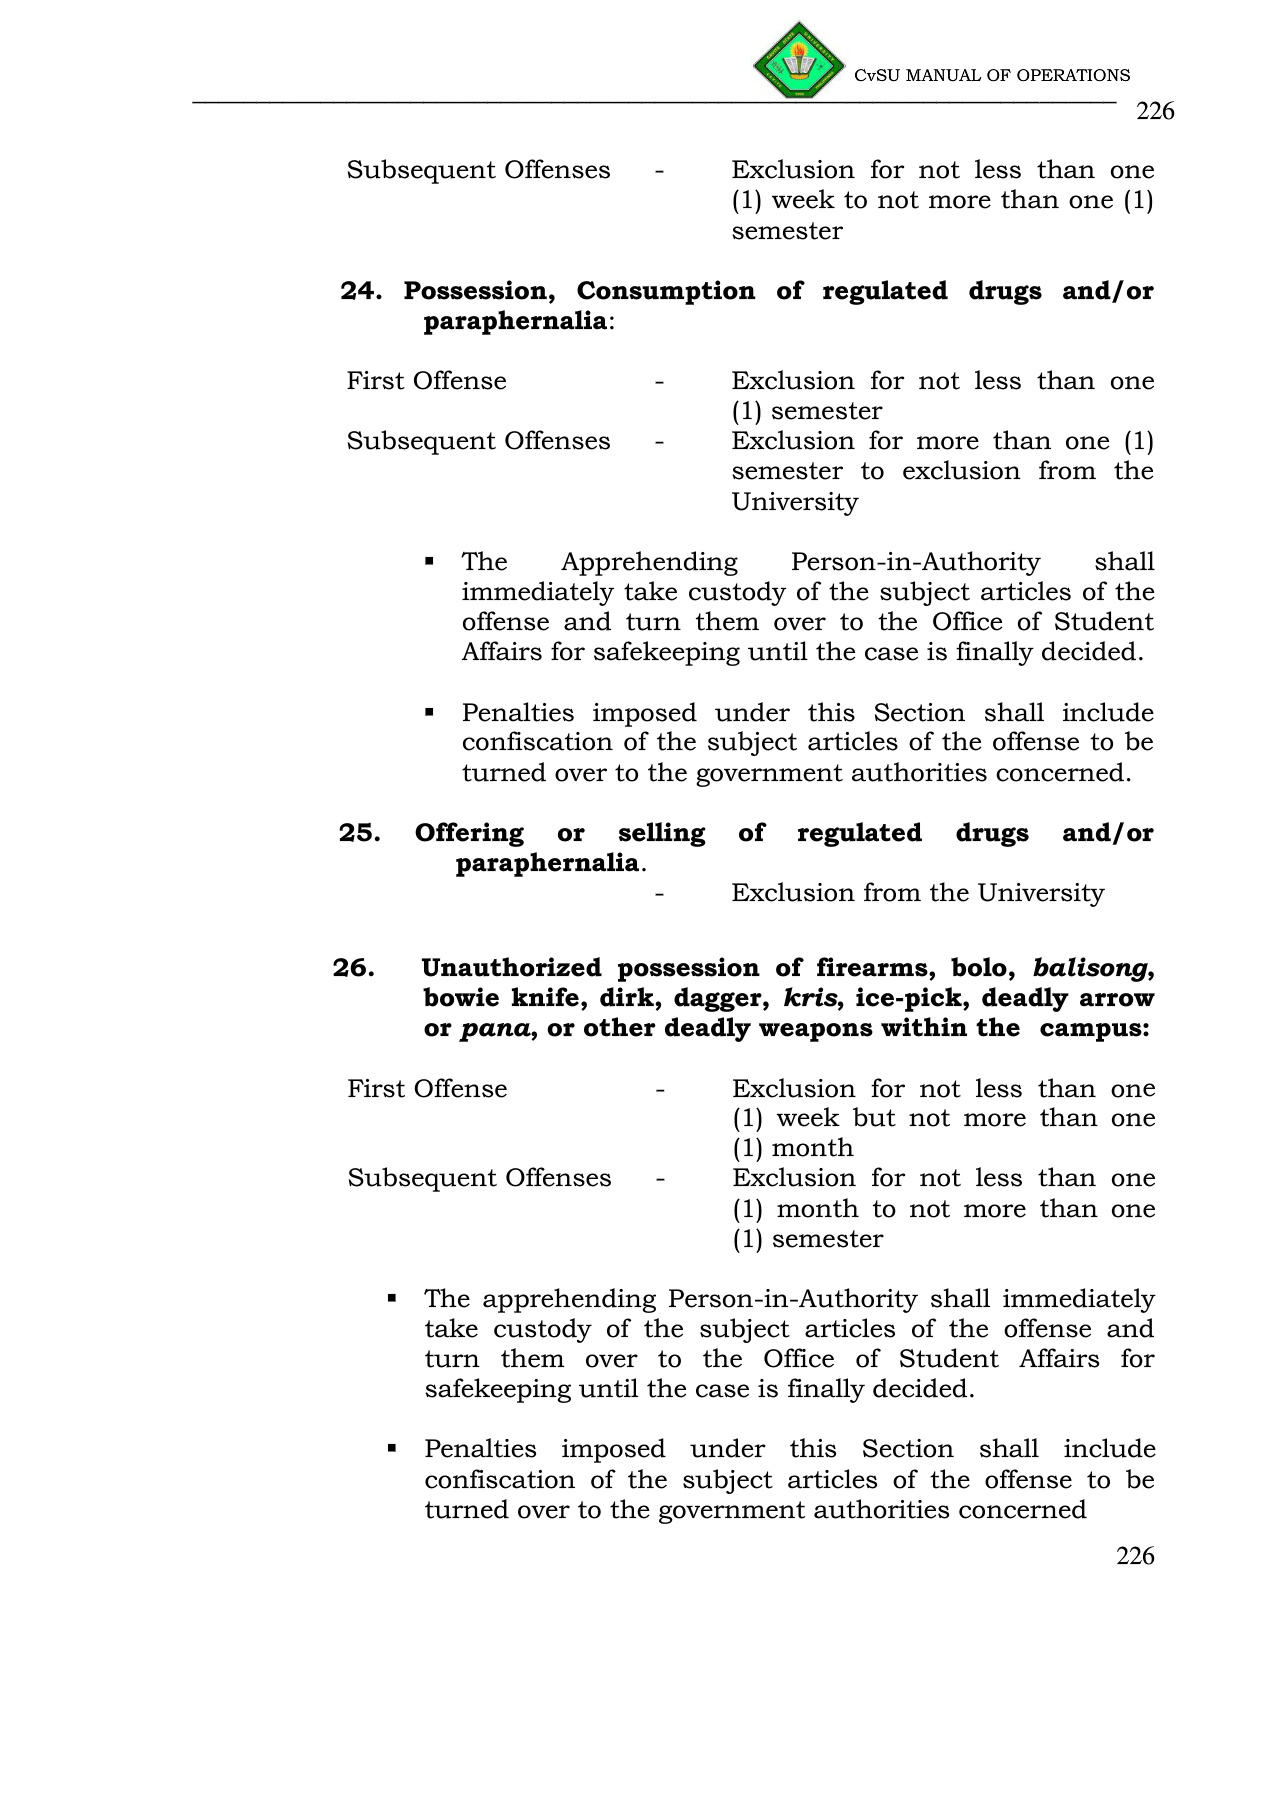 CvSU MANUAL OF OPERATIONS
226
Subsequent Offenses - Exclusion for not less than one
(1) week to not more than one (1)
semester
24. Possession, Consumption of regulated drugs and/or
paraphernalia:
First Offense - Exclusion for not less than one
(1) semester
Subsequent Offenses - Exclusion for more than one (1)
semester to exclusion from the
University
▪ The Apprehending Person-in-Authority shall
immediately take custody of the subject articles of the
offense and turn them over to the Office of Student
Affairs for safekeeping until the case is finally decided.
▪ Penalties imposed under this Section shall include
confiscation of the subject articles of the offense to be
turned over to the government authorities concerned.
25. Offering or selling of regulated drugs and/or
paraphernalia.
- Exclusion from the University
26. Unauthorized possession of firearms, bolo, balisong,
bowie knife, dirk, dagger, kris, ice-pick, deadly arrow
or pana, or other deadly weapons within the campus:
First Offense - Exclusion for not less than one
(1) week but not more than one
(1) month
Subsequent Offenses - Exclusion for not less than one
(1) month to not more than one
(1) semester
▪ The apprehending Person-in-Authority shall immediately
take custody of the subject articles of the offense and
turn them over to the Office of Student Affairs for
safekeeping until the case is finally decided.
▪ Penalties imposed under this Section shall include
confiscation of the subject articles of the offense to be
turned over to the government authorities concerned
226